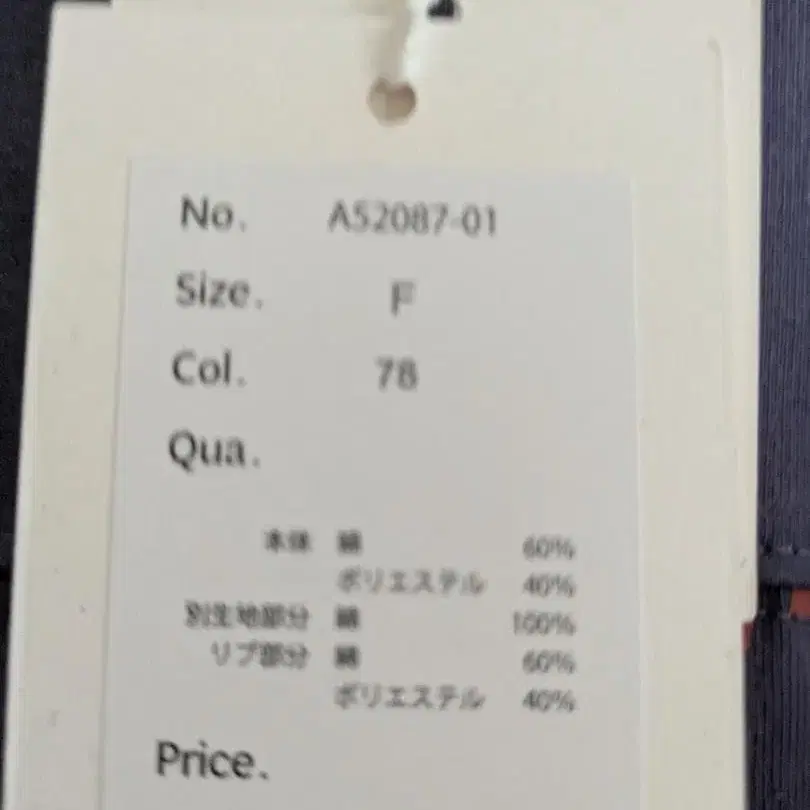 No. A52087-01
Size. F
Col. 78
Qua.
本体 綿 60%
ポリエステル 40%
別生地部分 綿 100%
リブ部分 綿 60%
ポリエステル 40%
Price.